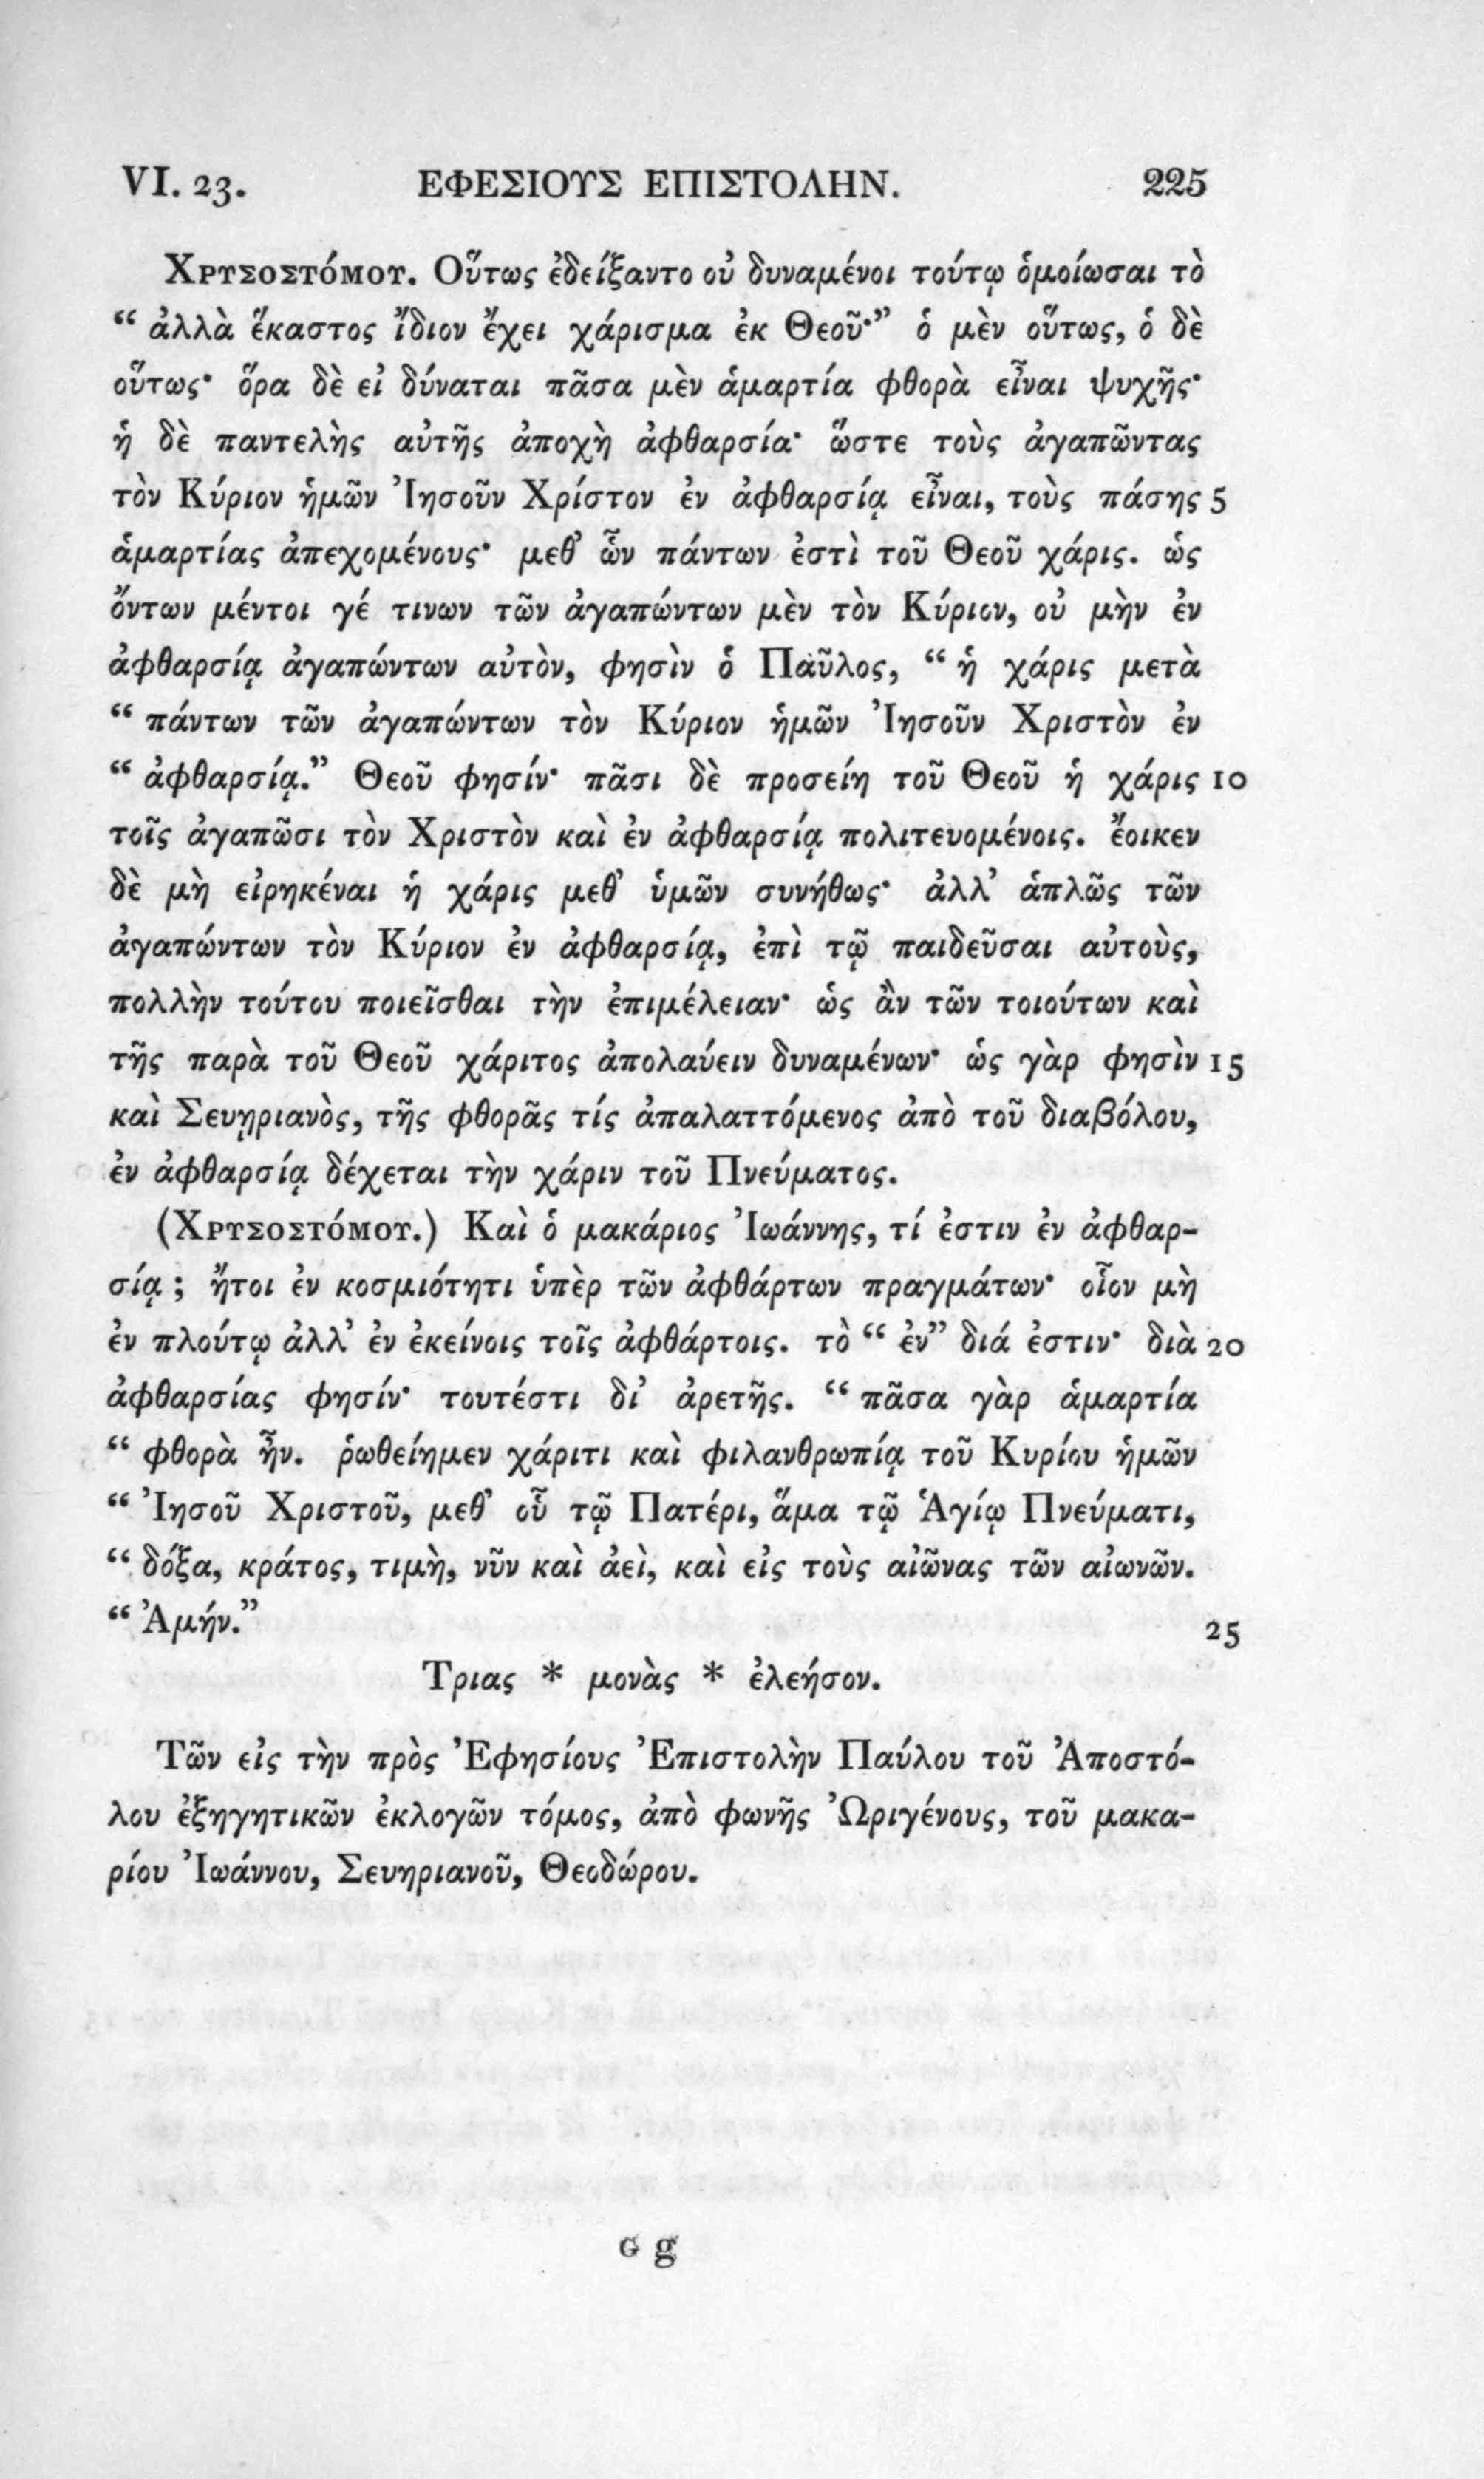 VI. 23. ΕΦΕΣΙΟΥΣ ΕΠΙΣΤΟΛΗΝ. 225
Χρυσοστόμου. Οὕτως ἐδείξαντο οὐ δυναμένοι τούτῳ ὁμοίωσαι τὸ
“ ἀλλὰ ἕκαστος ἴδιον ἔχει χάρισμα ἐκ Θεοῦ·” ὁ μὲν οὕτως, ὁ δὲ
οὕτως· ὅρα δὲ εἰ δύναται πᾶσα μὲν ἁμαρτία φθορὰ εἶναι ψυχῆς·
ἡ δὲ παντελὴς αὐτῆς ἀποχὴ ἀφθαρσία· ὥστε τοὺς ἀγαπῶντας
τὸν Κύριον ἡμῶν Ἰησοῦν Χρίστον ἐν ἀφθαρσίᾳ εἶναι, τοὺς πάσης 5
ἁμαρτίας ἀπεχομένους· μεθ’ ὧν πάντων ἐστὶ τοῦ Θεοῦ χάρις. ὡς
ὄντων μέντοι γέ τινων τῶν ἀγαπώντων μὲν τὸν Κύριον, οὐ μὴν ἐν
ἀφθαρσίᾳ ἀγαπώντων αὐτὸν, φησὶν ὁ Παῦλος, “ ἡ χάρις μετὰ
“ πάντων τῶν ἀγαπώντων τὸν Κύριον ἡμῶν Ἰησοῦν Χριστὸν ἐν
“ ἀφθαρσίᾳ.” Θεοῦ φησίν· πᾶσι δὲ προσείη τοῦ Θεοῦ ἡ χάρις 10
τοῖς ἀγαπῶσι τὸν Χριστὸν καὶ ἐν ἀφθαρσίᾳ πολιτευομένοις. ἔοικεν
δὲ μὴ εἰρηκέναι ἡ χάρις μεθ’ ὑμῶν συνήθως· ἀλλ’ ἁπλῶς τῶν
ἀγαπώντων τὸν Κύριον ἐν ἀφθαρσίᾳ, ἐπὶ τῷ παιδεῦσαι αὐτοὺς,
πολλὴν τούτου ποιεῖσθαι τὴν ἐπιμέλειαν· ὡς ἂν τῶν τοιούτων καὶ
τῆς παρὰ τοῦ Θεοῦ χάριτος ἀπολαύειν δυναμένων· ὡς γὰρ φησὶν 15
καὶ Σευηριανὸς, τῆς φθορᾶς τίς ἀπαλαττόμενος ἀπὸ τοῦ διαβόλου,
ἐν ἀφθαρσίᾳ δέχεται τὴν χάριν τοῦ Πνεύματος.
(Χρυσοστόμου.) Καὶ ὁ μακάριος Ἰωάννης, τί ἐστιν ἐν ἀφθαρ-
σίᾳ ; ἤτοι ἐν κοσμιότητι ὑπὲρ τῶν ἀφθάρτων πραγμάτων· οἷον μὴ
ἐν πλούτῳ ἀλλ’ ἐν ἐκείνοις τοῖς ἀφθάρτοις. τὸ “ ἐν” διά ἐστιν· διὰ 20
ἀφθαρσίας φησίν· τουτέστι δι’ ἀρετῆς. “ πᾶσα γὰρ ἁμαρτία
“ φθορὰ ἦν. ῥωθείημεν χάριτι καὶ φιλανθρωπίᾳ τοῦ Κυρίου ἡμῶν
“ Ἰησοῦ Χριστοῦ, μεθ’ οὗ τῷ Πατέρι, ἅμα τῷ Ἁγίῳ Πνεύματι,
“ δόξα, κράτος, τιμὴ, νῦν καὶ ἀεὶ, καὶ εἰς τοὺς αἰῶνας τῶν αἰωνῶν.
“ Ἀμήν.” 25
Τριας * μονὰς * ἐλεήσον.
Τῶν εἰς τὴν πρὸς Ἐφησίους Ἐπιστολὴν Παύλου τοῦ Ἀποστό-
λου ἐξηγητικῶν ἐκλογῶν τόμος, ἀπὸ φωνῆς Ὠριγένους, τοῦ μακα-
ρίου Ἰωάννου, Σευηριανοῦ, Θεοδώρου.
G g